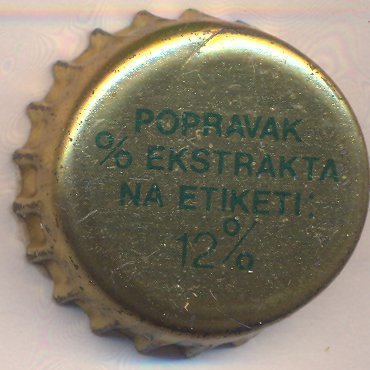 POPRAVAK
% EKSTRAKTA
NA ETIKETI:
12%